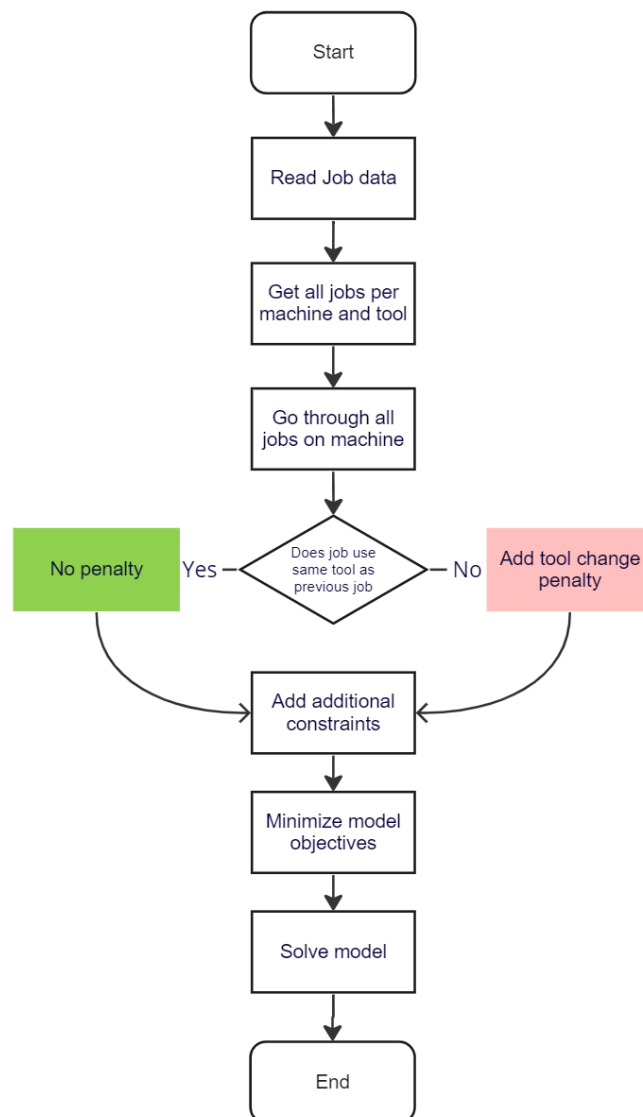 Start
Read Job data
Get all jobs per
machine and tool
Go through all
jobs on machine
No penalty
Yes
Does job use
same tool as
previous job
No
Add tool change
penalty
Add additional
constraints
Minimize model
objectives
Solve model
End